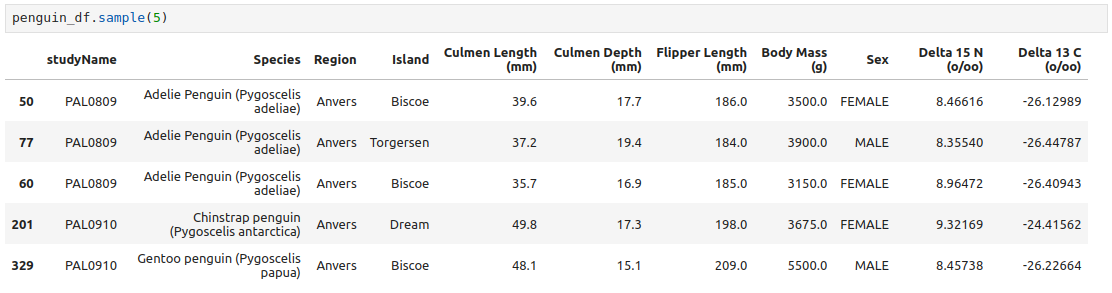 penguin_df.sample(5)
studyName Species Region Island Culmen Length (mm) Culmen Depth (mm) Flipper Length (mm) Body Mass (g) Sex Delta 15 N (o/oo) Delta 13 C (o/oo)
50 PAL0809 Adelie Penguin (Pygoscelis adeliae) Anvers Biscoe 39.6 17.7 186.0 3500.0 FEMALE 8.46616 -26.12989
77 PAL0809 Adelie Penguin (Pygoscelis adeliae) Anvers Torgersen 37.2 19.4 184.0 3900.0 MALE 8.35540 -26.44787
60 PAL0809 Adelie Penguin (Pygoscelis adeliae) Anvers Biscoe 35.7 16.9 185.0 3150.0 FEMALE 8.96472 -26.40943
201 PAL0910 Chinstrap penguin (Pygoscelis antarctica) Anvers Dream 49.8 17.3 198.0 3675.0 FEMALE 9.32169 -24.41562
329 PAL0910 Gentoo penguin (Pygoscelis papua) Anvers Biscoe 48.1 15.1 209.0 5500.0 MALE 8.45738 -26.22664